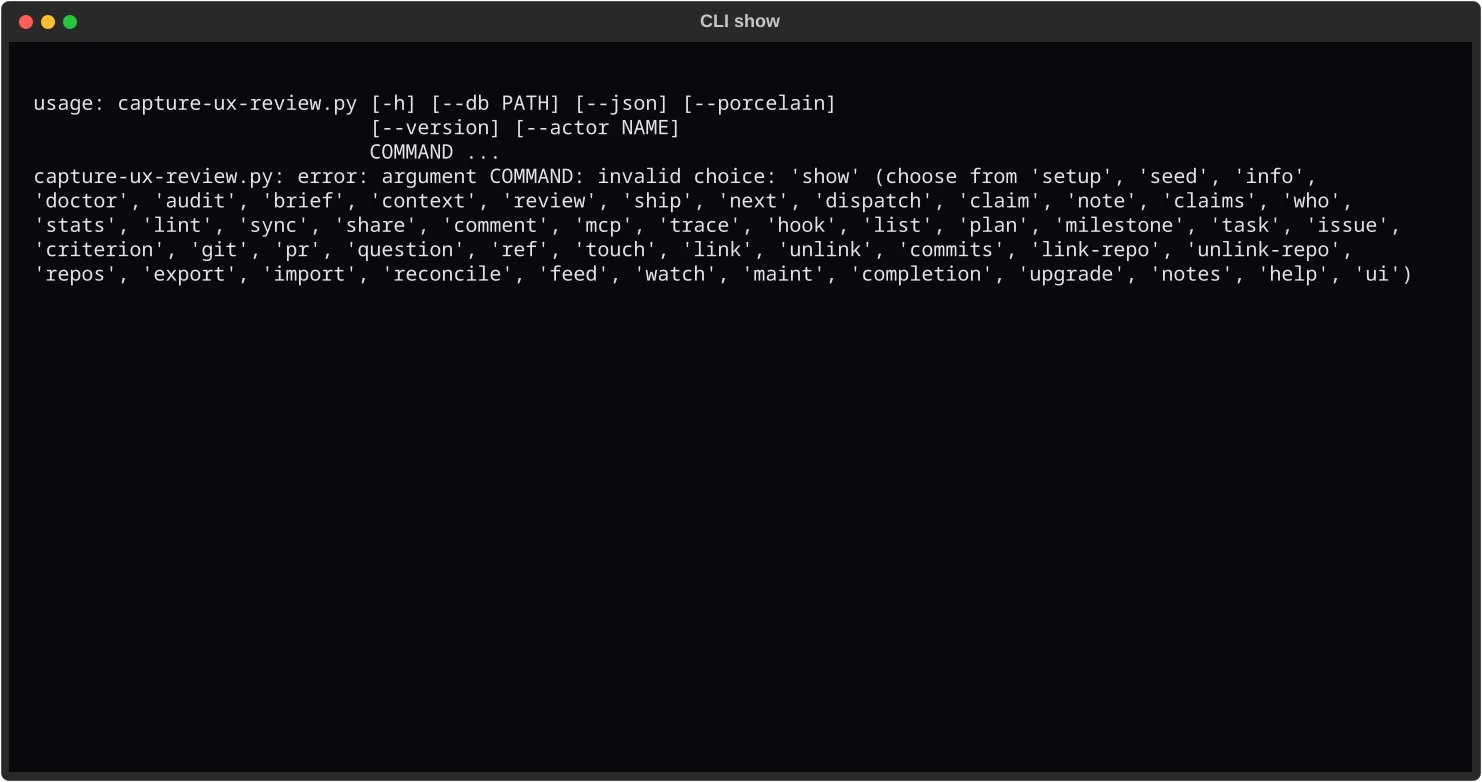 CLI show
usage: capture-ux-review.py [-h] [--db PATH] [--json] [--porcelain]
[--version] [--actor NAME]
COMMAND ...
capture-ux-review.py: error: argument COMMAND: invalid choice: 'show' (choose from 'setup', 'seed', 'info',
'doctor', 'audit', 'brief', 'context', 'review', 'ship', 'next', 'dispatch', 'claim', 'note', 'claims', 'who',
'stats', 'lint', 'sync', 'share', 'comment', 'mcp', 'trace', 'hook', 'list', 'plan', 'milestone', 'task', 'issue',
'criterion', 'git', 'pr', 'question', 'ref', 'touch', 'link', 'unlink', 'commits', 'link-repo', 'unlink-repo',
'repos', 'export', 'import', 'reconcile', 'feed', 'watch', 'maint', 'completion', 'upgrade', 'notes', 'help', 'ui')